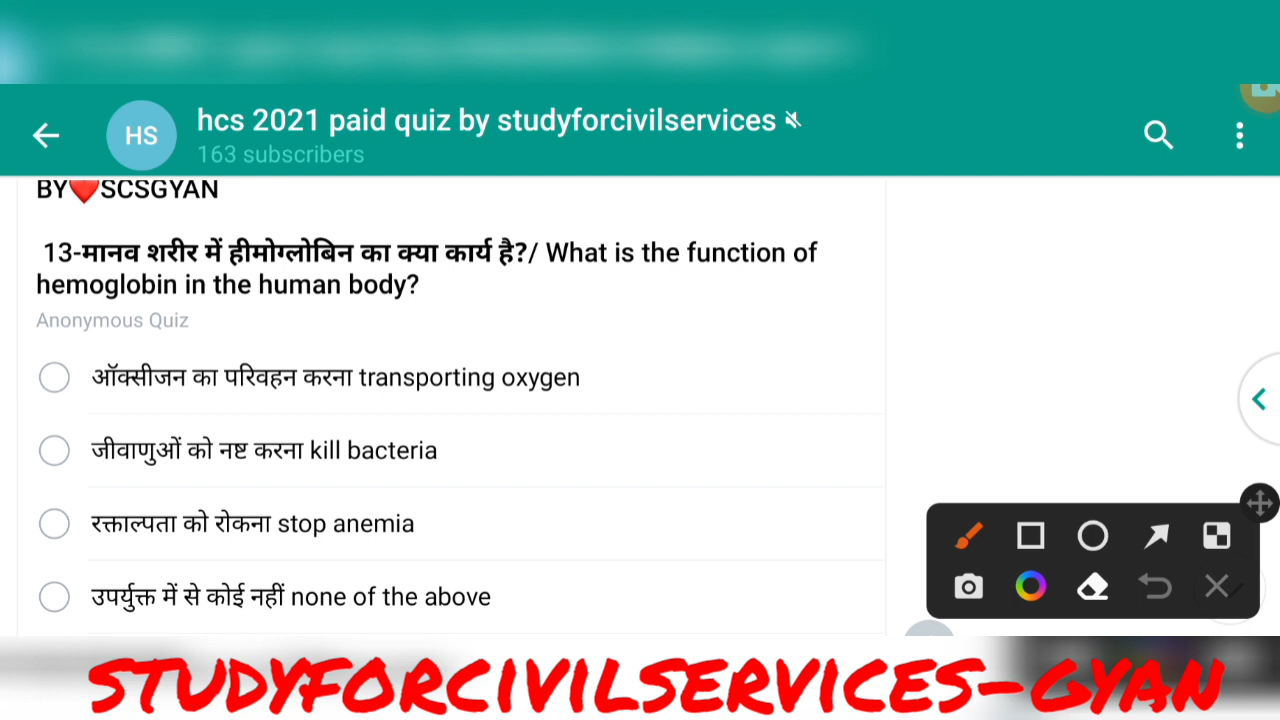 hcs 2021 paid quiz by studyforcivilservices
HS
163 subscribers
BY❤️SCSGYAN
13-मानव शरीर में हीमोग्लोबिन का क्या कार्य है?/ What is the function of
hemoglobin in the human body?
Anonymous Quiz
ऑक्सीजन का परिवहन करना transporting oxygen
जीवाणुओं को नष्ट करना kill bacteria
रक्ताल्पता को रोकना stop anemia
उपर्युक्त में से कोई नहीं none of the above
STUDYFORCIVILSERVICES-GYAN